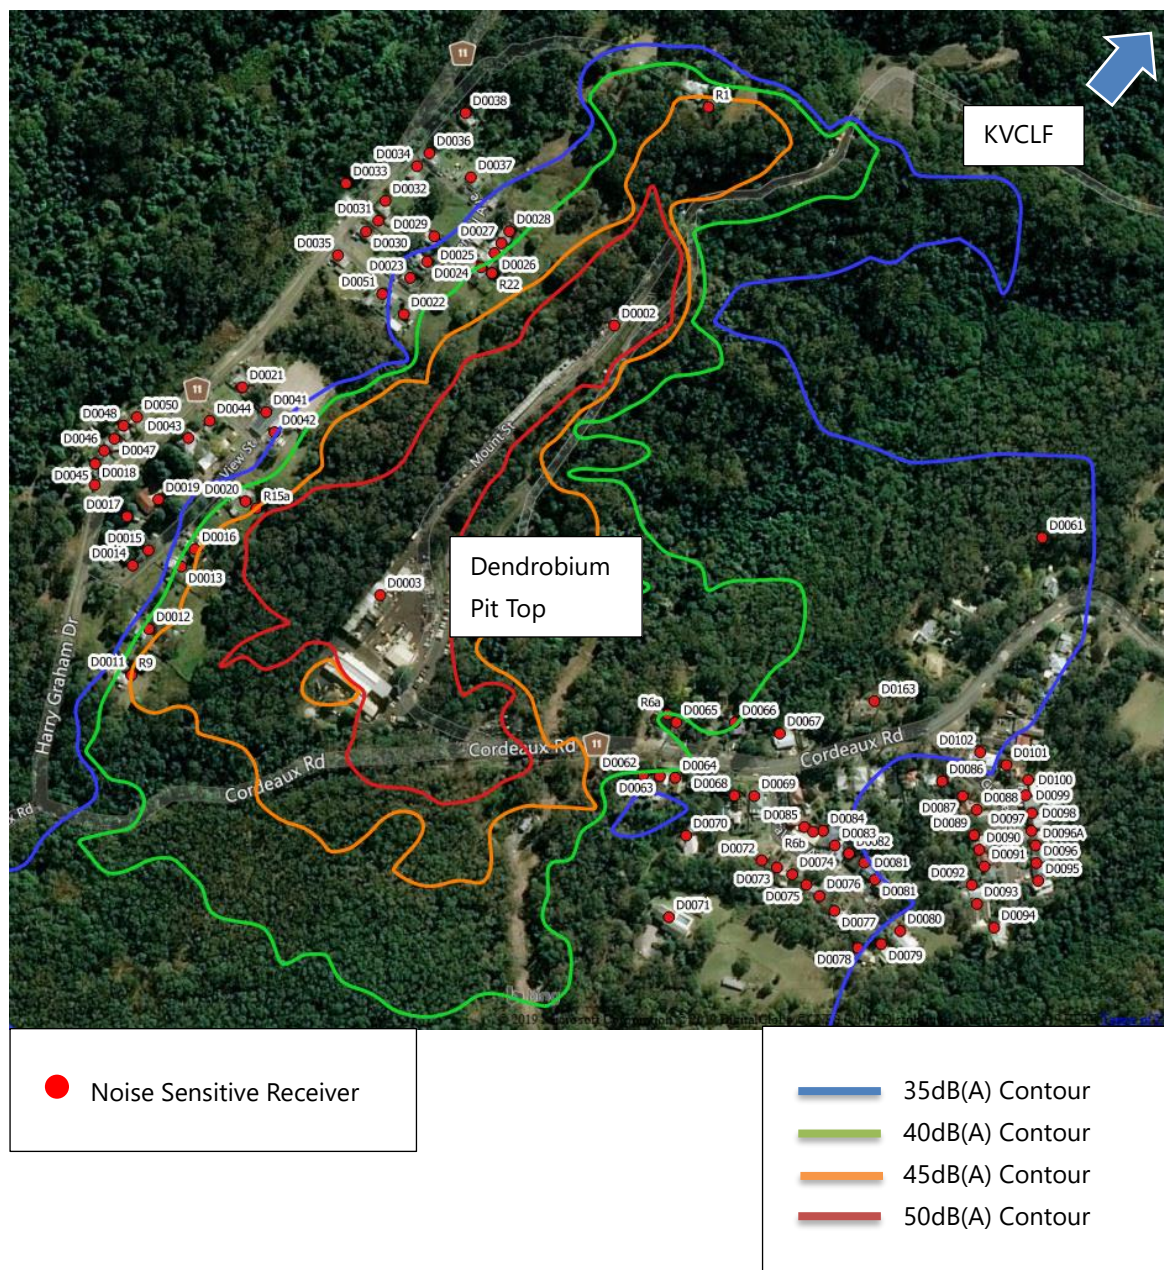 11
D0038
R1
KVCLF
D0036
D0034
D0037
D0033
D0032
D0031
D0029
D0028
D0027
D0030
D0035
D0025
D0023
D0024
D0026
R22
D0051
D0022
D0002
11
D0021
D0041
D0050
D0044
D0048
D0043
D0042
D0046
D0047
View St
Mount St
D0045
D0018
D0019
D0020
R15a
D0017
D0061
D0015
D0016
D0014
D0013
Dendrobium
Pit Top
D0003
D0012
Harry Graham Dr
D0011
R9
R6a
D0065
D0066
D0067
D0163
Cordeaux Rd
11
Cordeaux Rd
Cordeaux Rd
D0102
D0101
D0062
D0064
D0086
D0063
D0068
D0069
D0100
D0099
D0087
D0088
D0085
D0084
D0097
D0098
D0089
D0070
R6b
D0083
D0082
D0090
D0096A
D0072
D0074
D0081
D0091
D0096
D0073
D0092
D0095
D0075
D0076
D0081
D0093
D0071
D0077
D0080
D0094
D0078
D0079
Rd
Noise Sensitive Receiver
35dB(A) Contour
40dB(A) Contour
45dB(A) Contour
50dB(A) Contour